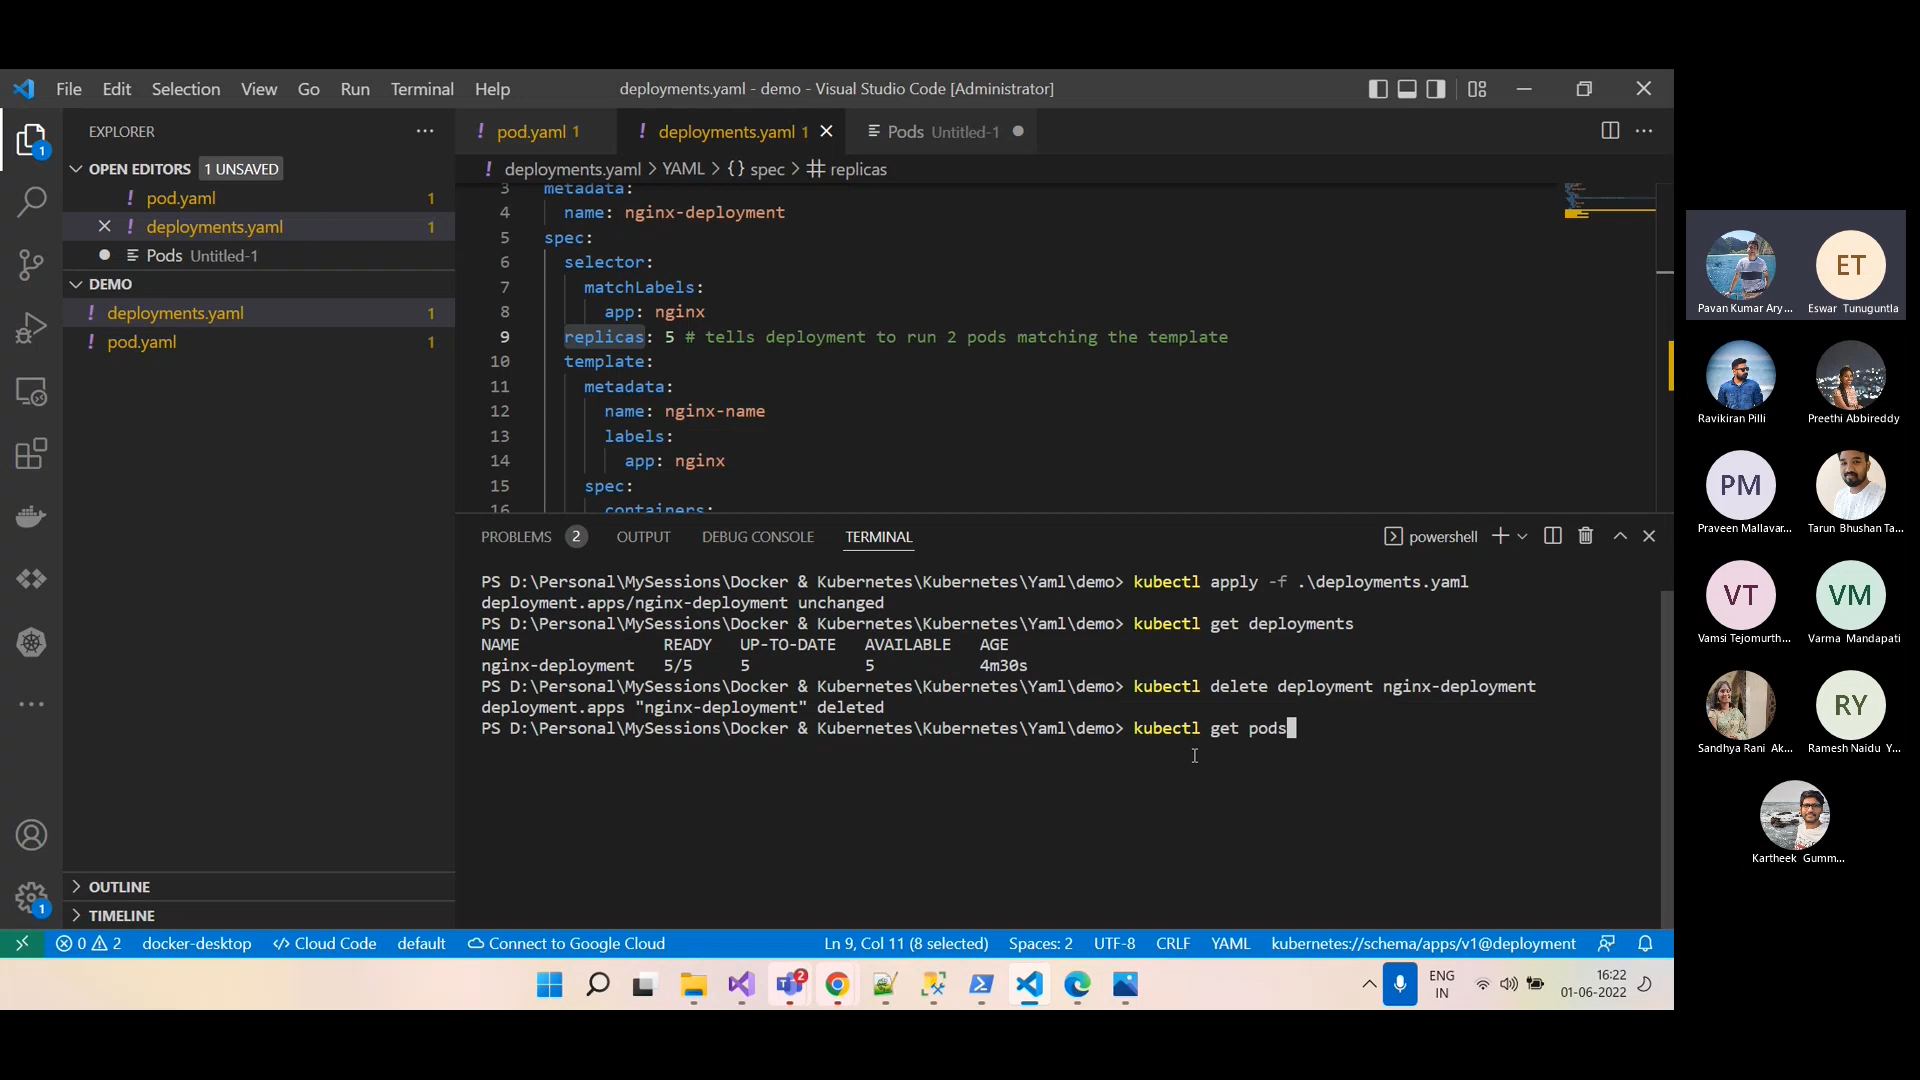 File Edit Selection View Go Run Terminal Help
deployments.yaml - demo - Visual Studio Code [Administrator]
EXPLORER
OPEN EDITORS 1 UNSAVED
! pod.yaml 1
! deployments.yaml 1
Pods Untitled-1
DEMO
! deployments.yaml 1
! pod.yaml 1
OUTLINE
TIMELINE
1
1
! pod.yaml 1
! deployments.yaml 1
Pods Untitled-1
! deployments.yaml > YAML > {} spec > replicas
3 metadata:
4 name: nginx-deployment
5 spec:
6 selector:
7 matchLabels:
8 app: nginx
9 replicas: 5 # tells deployment to run 2 pods matching the template
10 template:
11 metadata:
12 name: nginx-name
13 labels:
14 app: nginx
15 spec:
16 containers:
PROBLEMS 2 OUTPUT DEBUG CONSOLE TERMINAL
powershell
PS D:\Personal\MySessions\Docker & Kubernetes\Kubernetes\Yaml\demo> kubectl apply -f .\deployments.yaml
deployment.apps/nginx-deployment unchanged
PS D:\Personal\MySessions\Docker & Kubernetes\Kubernetes\Yaml\demo> kubectl get deployments
NAME READY UP-TO-DATE AVAILABLE AGE
nginx-deployment 5/5 5 5 4m30s
PS D:\Personal\MySessions\Docker & Kubernetes\Kubernetes\Yaml\demo> kubectl delete deployment nginx-deployment
deployment.apps "nginx-deployment" deleted
PS D:\Personal\MySessions\Docker & Kubernetes\Kubernetes\Yaml\demo> kubectl get pods
0 2 docker-desktop Cloud Code default Connect to Google Cloud
Ln 9, Col 11 (8 selected) Spaces: 2 UTF-8 CRLF YAML kubernetes://schema/apps/v1@deployment
2
ENG
IN
16:22
01-06-2022
Pavan Kumar Ary...
ET
Eswar Tunuguntla
Ravikiran Pilli
Preethi Abbireddy
PM
Praveen Mallavar...
Tarun Bhushan Ta...
VT
Vamsi Tejomurth...
VM
Varma Mandapati
Sandhya Rani Ak...
RY
Ramesh Naidu Y...
Kartheek Gumm...